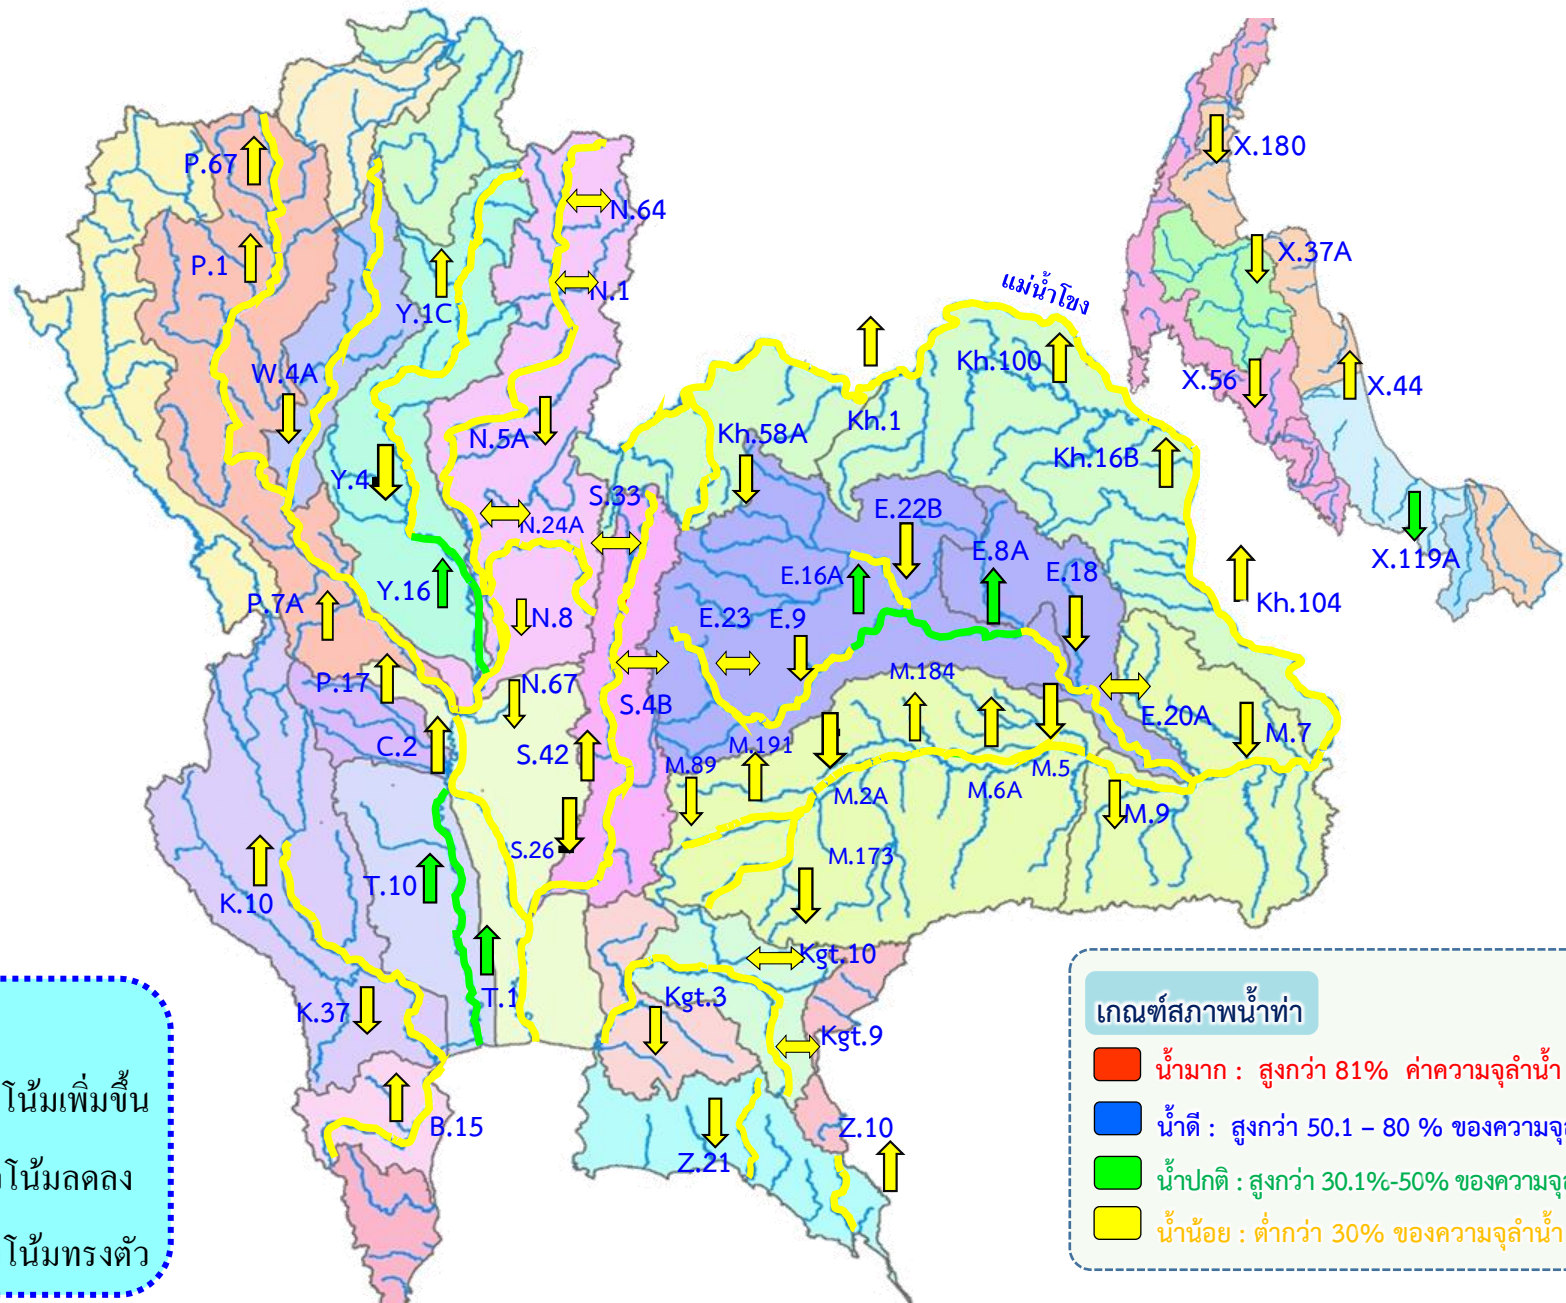 P.67
X.180
N.64
P.1
X.37A
แม่น้ำโขง
N.1
Y.1C
Kh.100
W.4A
X.56
X.44
Kh.1
Kh.58A
N.5A
Kh.16B
Y.4
S.33
E.22B
N.24A
E.8A
X.119A
E.16A
E.18
Y.16
P.7A
Kh.104
N.8
E.23
E.9
M.184
P.17
N.67
S.4B
E.20A
M.7
C.2
S.42
M.191
M.89
M.5
M.2A
M.6A
M.9
S.26
M.173
T.10
K.10
Kgt.10
T.1
Kgt.3
K.37
Kgt.9
B.15
Z.10
Z.21
โน้มเพิ่มขึ้น
โน้มลดลง
โน้มทรงตัว
เกณฑ์สภาพน้ำท่า
น้ำมาก : สูงกว่า 81% ค่าความจุลำน้ำ
น้ำดี : สูงกว่า 50.1 – 80 % ของความจุ
น้ำปกติ : สูงกว่า 30.1%-50% ของความจุ
น้ำน้อย : ต่ำกว่า 30% ของความจุลำน้ำ